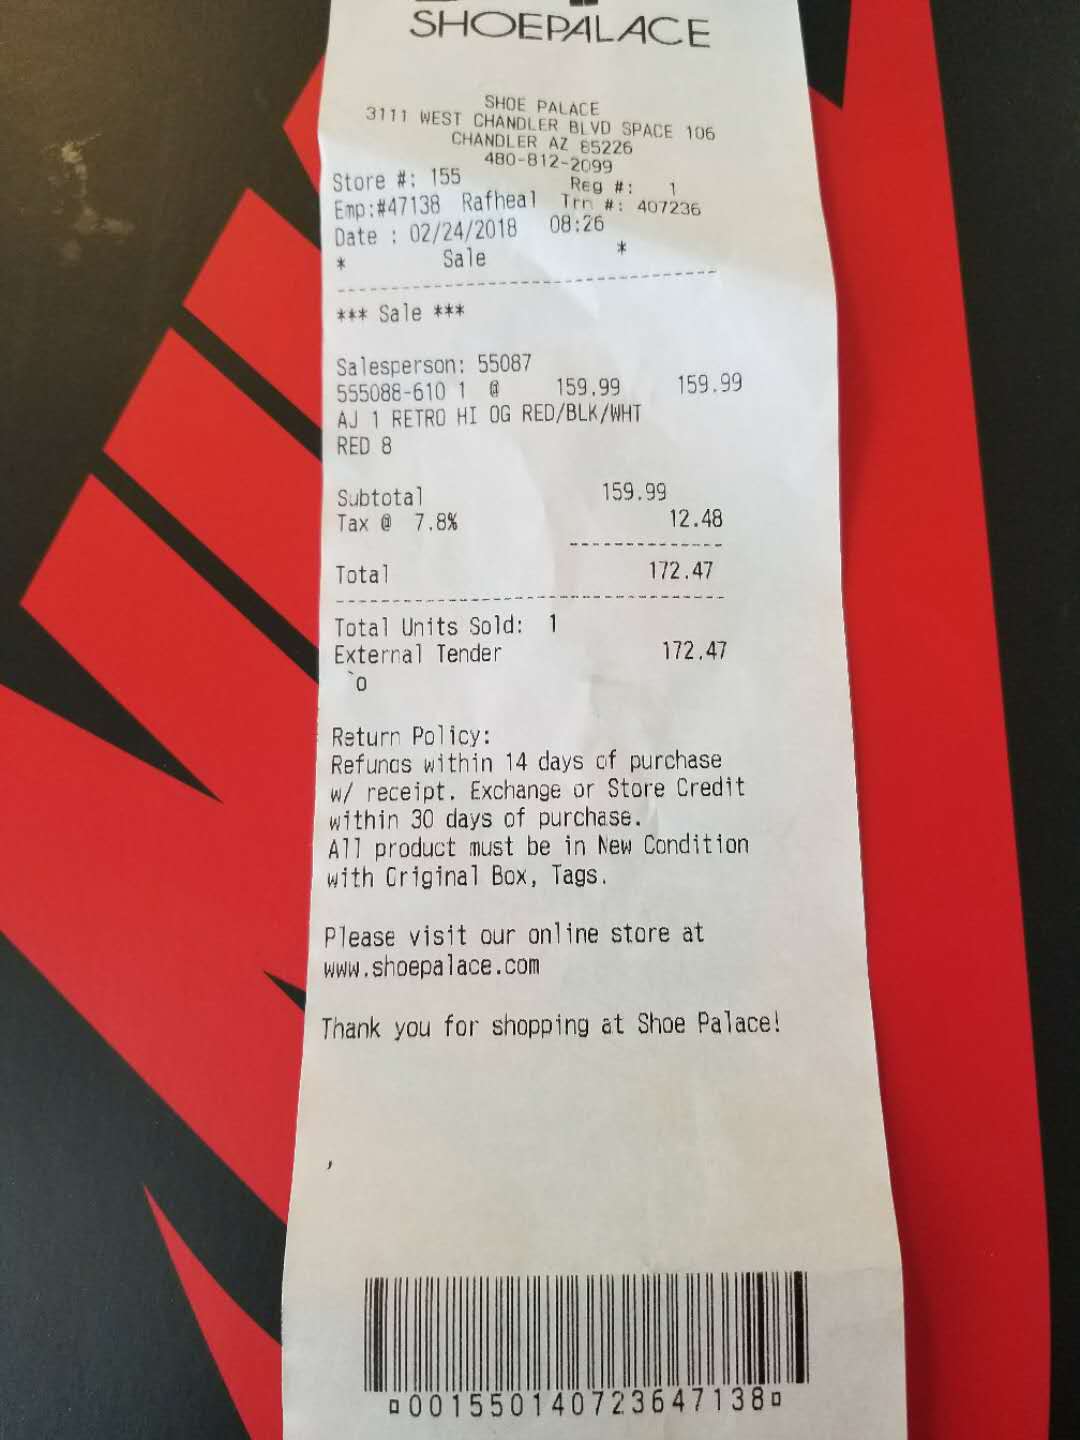 SHOEPALACE
SHOE PALACE
3111 WEST CHANDLER BLVD SPACE 106
CHANDLER AZ 85226
480-812-2099
Store #: 155 Reg #: 1
Emp:#47138 Rafheal Trn #: 407236
Date : 02/24/2018 08:26
* Sale *
*** Sale ***
Salesperson: 55087
555088-610 1 @ 159.99 159.99
AJ 1 RETRO HI OG RED/BLK/WHT
RED 8
Subtotal 159.99
Tax @ 7.8% 12.48
Total 172.47
Total Units Sold: 1
External Tender 172.47
`o
Return Policy:
Refunds within 14 days of purchase
w/ receipt. Exchange or Store Credit
within 30 days of purchase.
All product must be in New Condition
with Original Box, Tags.
Please visit our online store at
www.shoepalace.com
Thank you for shopping at Shoe Palace!
,
00155014072364​7138